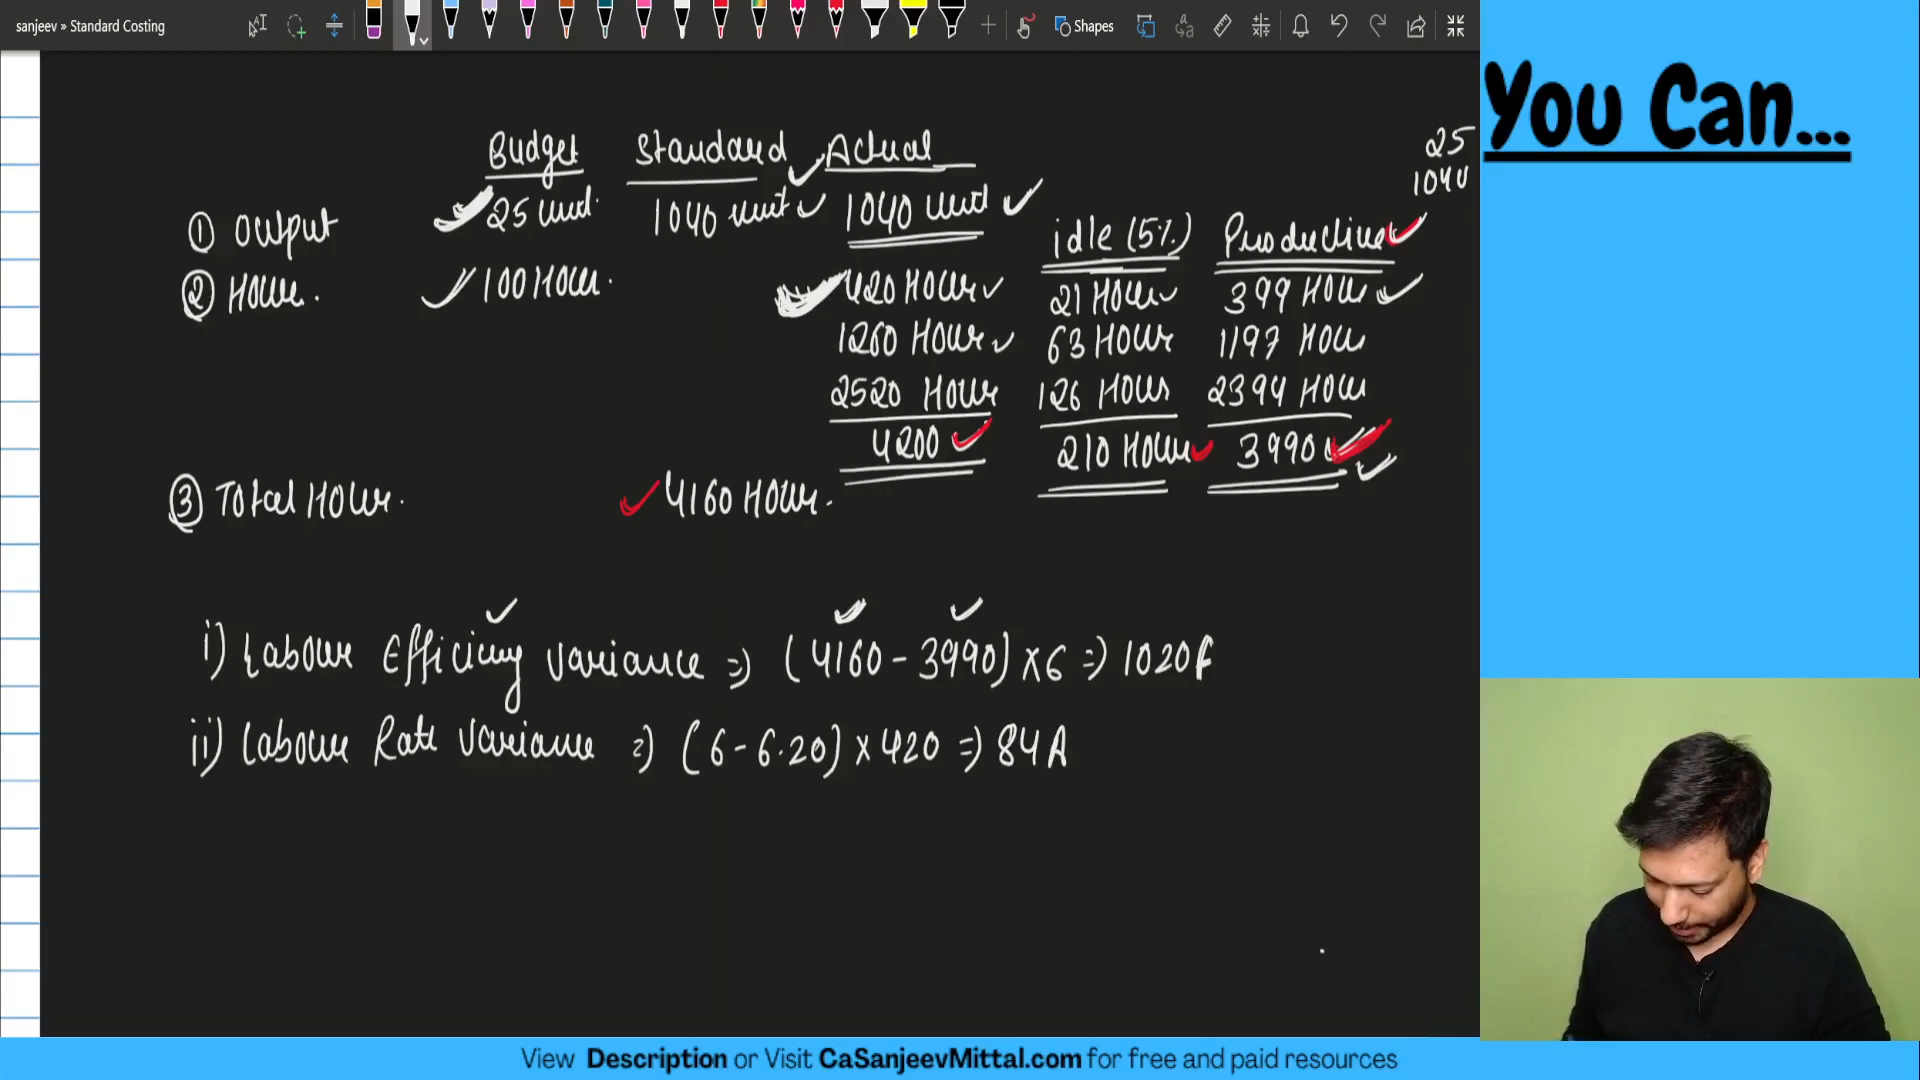 sanjeev » Standard Costing
Shapes
You Can...
Budget Standard Actual
25
1040
① Output 25 unit. 1040 unit 1040 unit
idle (5%) Productive
② Hour. 100 Hour. 420 Hour 21 Hour 399 Hour
1260 Hour 63 Hour 1197 Hour
2520 Hour 126 Hour 2394 Hour
4200 210 Hour 3990
③ Total Hour. 4160 Hour.
i) Labour Efficiency Variance => (4160 - 3990) × 6 => 1020F
ii) Labour Rate Variance => (6 - 6.20) × 420 => 84A
View Description or Visit CaSanjeevMittal.com for free and paid resources